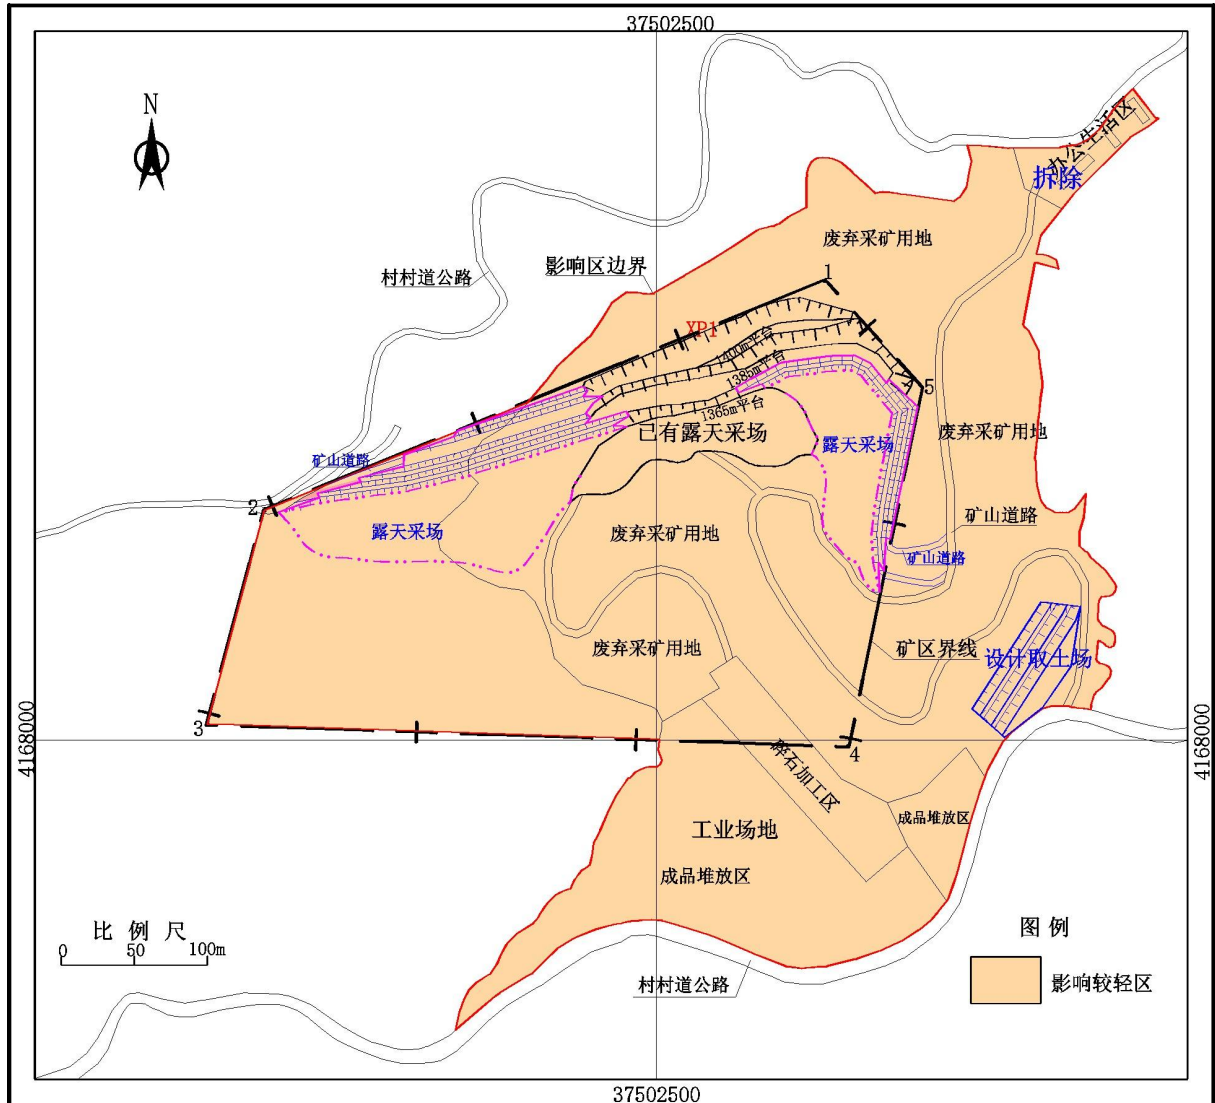 37502500
N
办公生活区
拆除
废弃采矿用地
影响区边界
村村道公路
1
XP1
1400m平台
1385m平台
1365m平台
5
已有露天采场
露天采场
废弃采矿用地
矿山道路
2
露天采场
废弃采矿用地
矿山道路
矿山道路
废弃采矿用地
矿区界线
设计取土场
3
4
4168000
4168000
碎石加工区
工业场地
成品堆放区
成品堆放区
比 例 尺
0 50 100m
图 例
影响较轻区
村村道公路
37502500